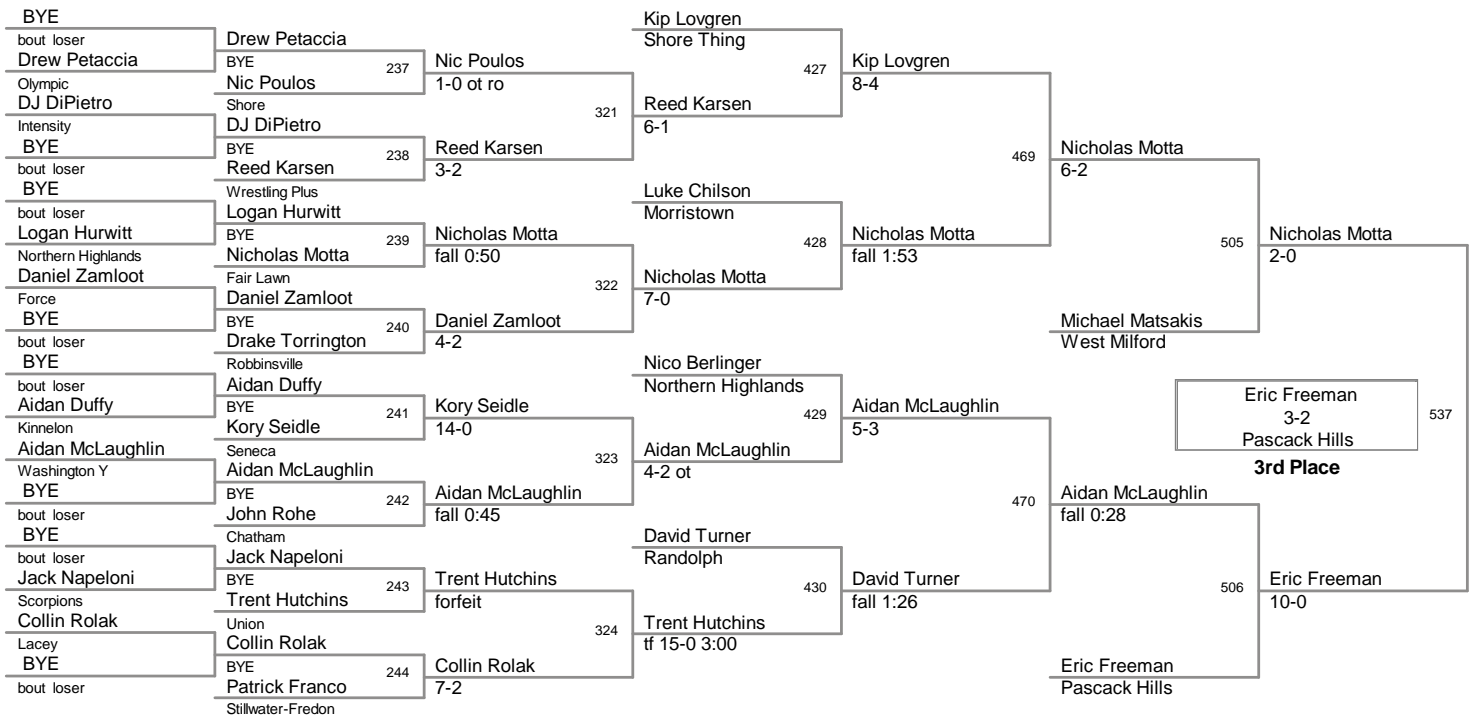 BYE
bout loser
Drew Petaccia
Olympic
DJ DiPietro
Intensity
BYE
bout loser
BYE
bout loser
Logan Hurwitt
Northern Highlands
Daniel Zamloot
Force
BYE
bout loser
BYE
bout loser
Aidan Duffy
Kinnelon
Aidan McLaughlin
Washington Y
BYE
bout loser
BYE
bout loser
Jack Napeloni
Scorpions
Collin Rolak
Lacey
BYE
bout loser
Drew Petaccia
BYE
237
Nic Poulos
Shore
DJ DiPietro
BYE
238
Reed Karsen
Wrestling Plus
Logan Hurwitt
BYE
239
Nicholas Motta
Fair Lawn
Daniel Zamloot
BYE
240
Drake Torrington
Robbinsville
Aidan Duffy
BYE
241
Kory Seidle
Seneca
Aidan McLaughlin
BYE
242
John Rohe
Chatham
Jack Napeloni
BYE
243
Trent Hutchins
Union
Collin Rolak
BYE
244
Patrick Franco
Stillwater-Fredon
Nic Poulos
1-0 ot ro
321
Reed Karsen
3-2
Nicholas Motta
fall 0:50
322
Daniel Zamloot
4-2
Kory Seidle
14-0
323
Aidan McLaughlin
fall 0:45
Trent Hutchins
forfeit
324
Collin Rolak
7-2
Kip Lovgren
Shore Thing
427
Reed Karsen
6-1
Luke Chilson
Morristown
428
Nicholas Motta
7-0
Nico Berlinger
Northern Highlands
429
Aidan McLaughlin
4-2 ot
David Turner
Randolph
430
Trent Hutchins
tf 15-0 3:00
Kip Lovgren
8-4
469
Nicholas Motta
fall 1:53
Aidan McLaughlin
5-3
470
David Turner
fall 1:26
Nicholas Motta
6-2
505
Michael Matsakis
West Milford
Aidan McLaughlin
fall 0:28
506
Eric Freeman
Pascack Hills
Nicholas Motta
2-0
Eric Freeman
3-2
Pascack Hills
537
3rd Place
Eric Freeman
10-0